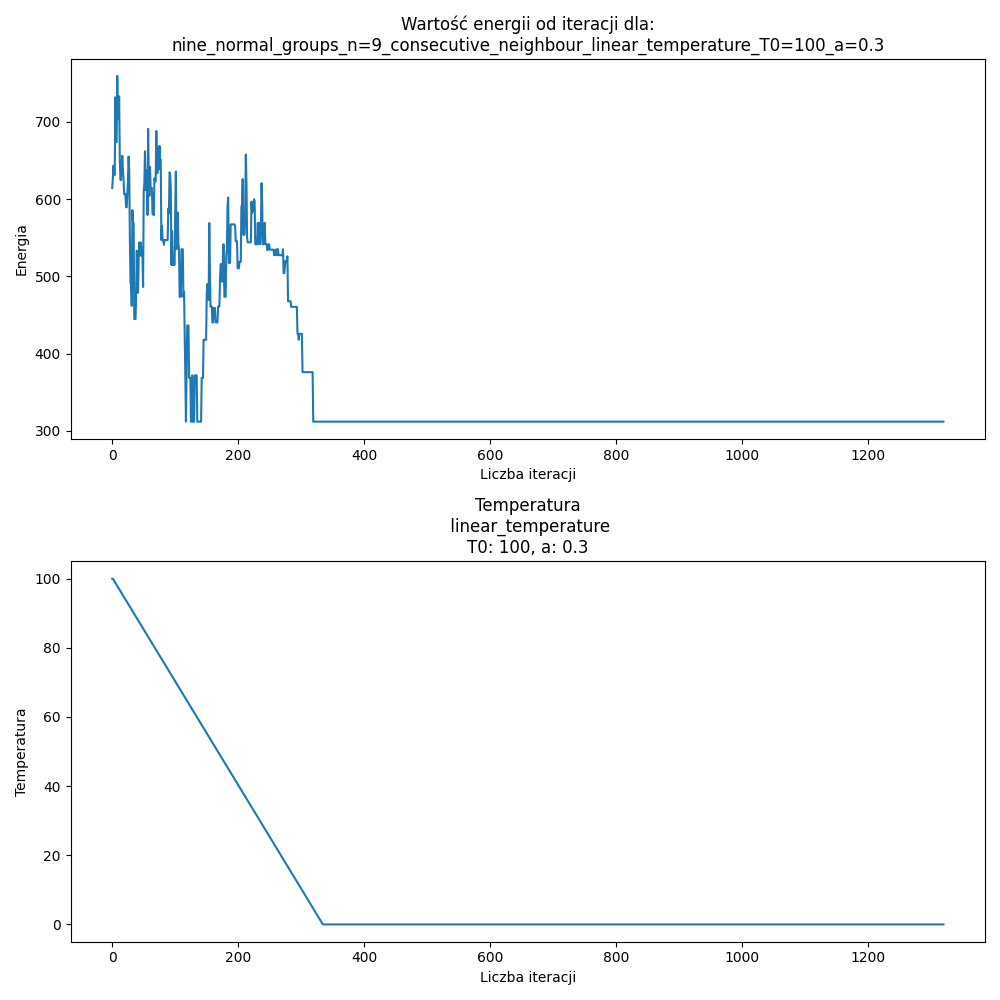 Wartość energii od iteracji dla:
nine_normal_groups_n=9_consecutive_neighbour_linear_temperature_T0=100_a=0.3
700
600
500
400
300
Energia
0 200 400 600 800 1000 1200
Liczba iteracji
Temperatura
linear_temperature
T0: 100, a: 0.3
100
80
60
40
20
0
Temperatura
0 200 400 600 800 1000 1200
Liczba iteracji